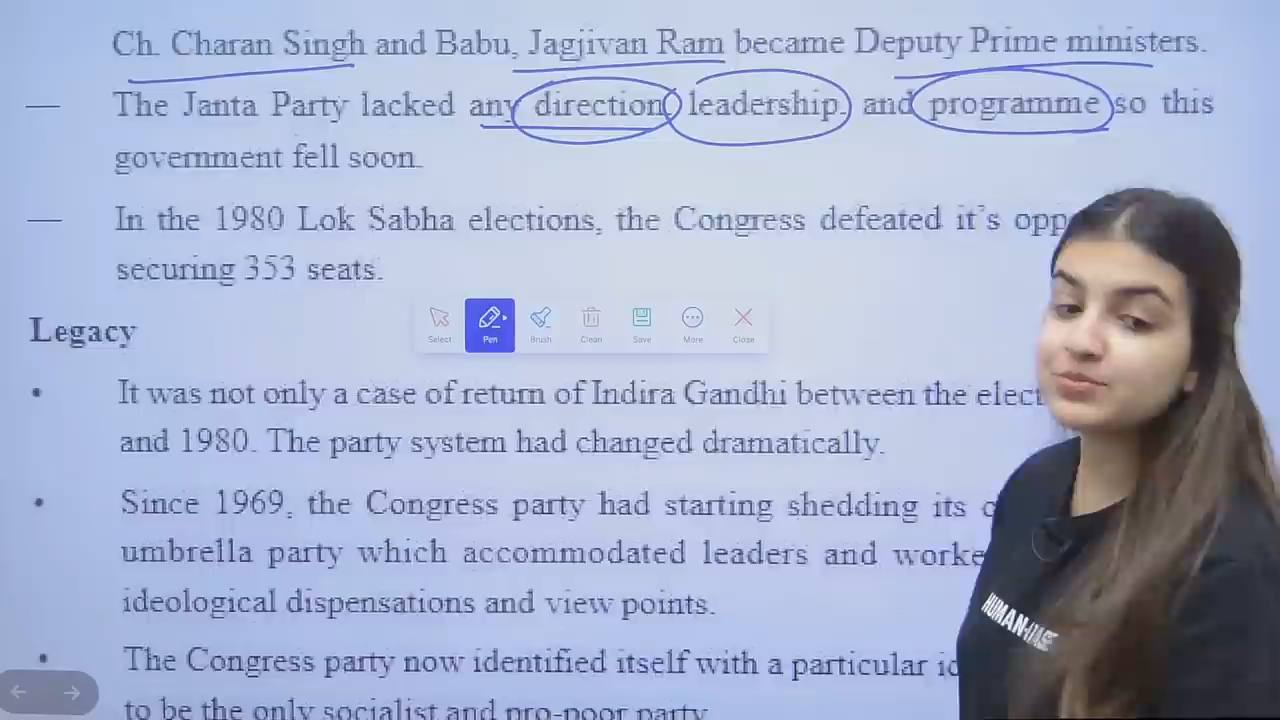 Ch. Charan Singh and Babu, Jagjivan Ram became Deputy Prime ministers.
— The Janta Party lacked any direction, leadership, and programme so this
government fell soon.
— In the 1980 Lok Sabha elections, the Congress defeated it's
securing 353 seats.
Select Pen Brush Clean Save More Close
Legacy
• It was not only a case of return of Indira Gandhi between the
and 1980. The party system had changed dramatically.
• Since 1969, the Congress party had starting shedding its
umbrella party which accommodated leaders and
ideological dispensations and view points.
• The Congress party now identified itself with a particular
to be the only socialist and pro-poor party
HUMAN-IAS